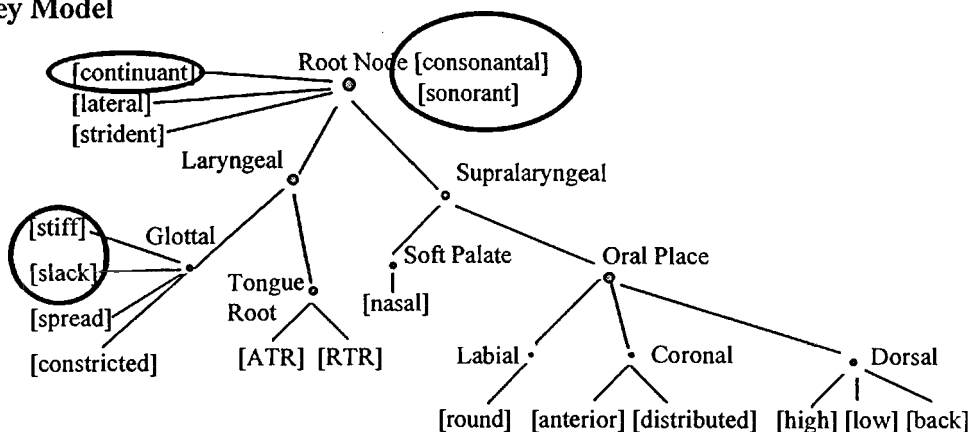 ey Model
Root Node [consonantal]
[continuant]
[sonorant]
[lateral]
[strident]
Laryngeal
Supralaryngeal
[stiff]
Glottal
[slack]
Soft Palate
Oral Place
Tongue
Root
[nasal]
[spread]
[constricted]
[ATR] [RTR]
Labial
Coronal
Dorsal
[round] [anterior] [distributed] [high] [low] [back]